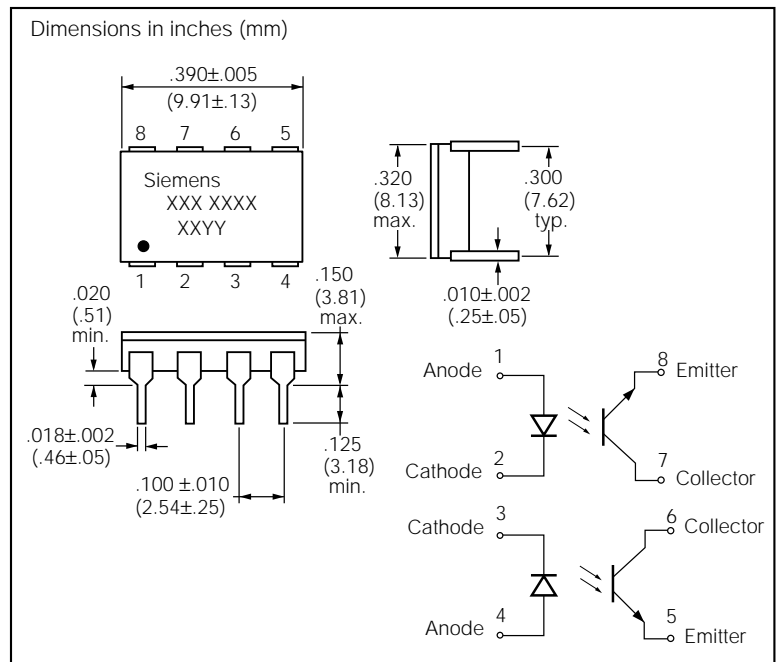 Dimensions in inches (mm)
.390±.005
(9.91±.13)
8 7 6 5
Siemens
XXX XXXX
XXYY
1 2 3 4
.320
(8.13)
max.
.300
(7.62)
typ.
.010±.002
(.25±.05)
.020
(.51)
min.
.150
(3.81)
max.
.018±.002
(.46±.05)
.100 ±.010
(2.54±.25)
.125
(3.18)
min.
Anode 1
8 Emitter
Cathode 2
7 Collector
Cathode 3
6 Collector
Anode 4
5 Emitter